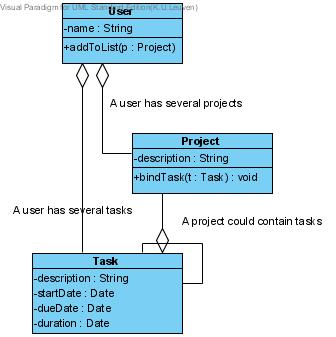 Visual Paradigm for UML Standard Edition(K.U.Leuven)
User
-name : String
+addToList(p : Project)
A user has several projects
Project
-description : String
+bindTask(t : Task) : void
A user has several tasks
A project could contain tasks
Task
-description : String
-startDate : Date
-dueDate : Date
-duration : Date